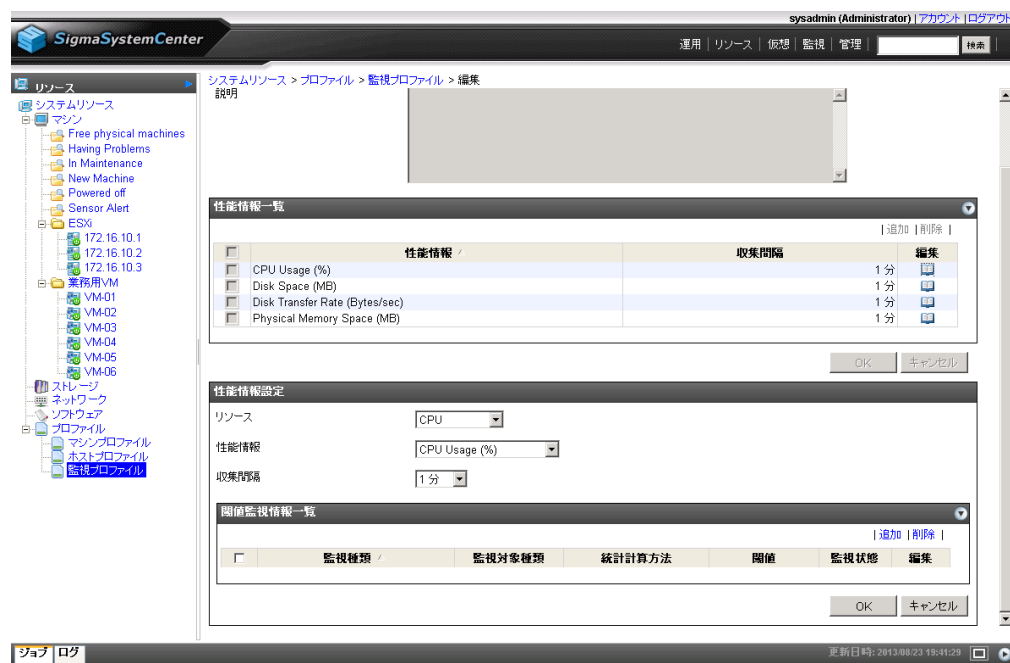 sysadmin (Administrator) | アカウント | ログアウト
SigmaSystemCenter
運用 | リソース | 仮想 | 監視 | 管理 | 検索
リソース
システムリソース
マシン
Free physical machines
Having Problems
In Maintenance
New Machine
Powered off
Sensor Alert
ESXi
172.16.10.1
172.16.10.2
172.16.10.3
業務用VM
VM-01
VM-02
VM-03
VM-04
VM-05
VM-06
ストレージ
ネットワーク
ソフトウェア
プロファイル
マシンプロファイル
ホストプロファイル
監視プロファイル
システムリソース > プロファイル > 監視プロファイル > 編集
説明
性能情報一覧
| 追加 | 削除 |
性能情報 収集間隔 編集
CPU Usage (%) 1 分
Disk Space (MB) 1 分
Disk Transfer Rate (Bytes/sec) 1 分
Physical Memory Space (MB) 1 分
OK キャンセル
性能情報設定
リソース CPU
性能情報 CPU Usage (%)
収集間隔 1 分
閾値監視情報一覧
| 追加 | 削除 |
監視種類 監視対象種類 統計計算方法 閾値 監視状態 編集
OK キャンセル
ジョブ ログ
更新日時: 2013/08/23 19:41:29